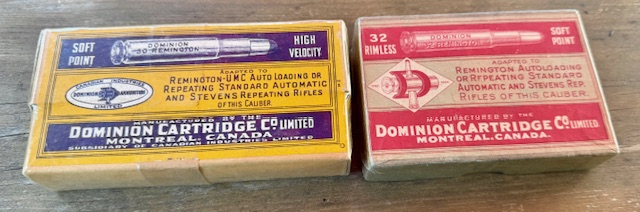 SOFT POINT
DOMINION
30 REMINGTON
HIGH VELOCITY
CANADIAN INDUSTRIES
DOMINION AMMUNITION
LIMITED
ADAPTED TO
REMINGTON-UMC AUTO LOADING OR
REPEATING STANDARD AUTOMATIC
AND STEVENS REPEATING RIFLES
OF THIS CALIBER.
MANUFACTURED BY THE
DOMINION CARTRIDGE CO LIMITED
MONTREAL, CANADA.
SUBSIDIARY OF CANADIAN INDUSTRIES LIMITED
32 RIMLESS
DOMINION
REMINGTON
SOFT POINT
ADAPTED TO
REMINGTON AUTOLOADING
OR REPEATING STANDARD
AUTOMATIC AND STEVENS REP.
RIFLES OF THIS CALIBER.
MANUFACTURED BY THE
DOMINION CARTRIDGE CO. LIMITED
MONTREAL, CANADA.